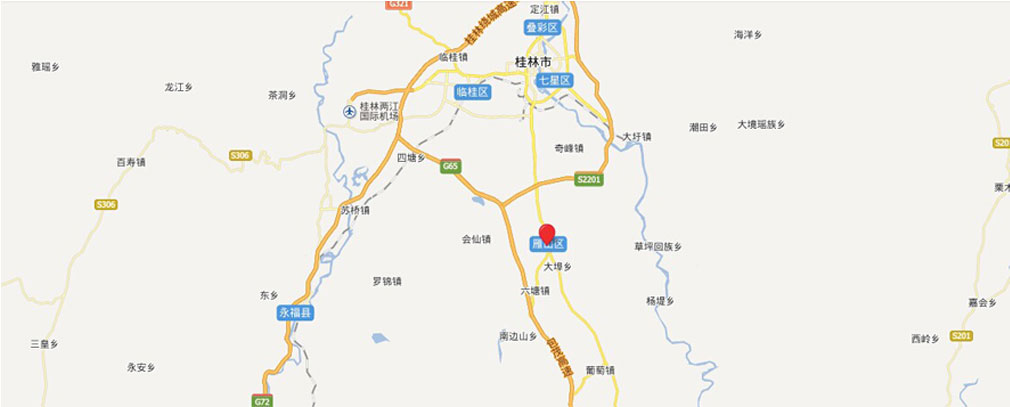 G321
定江镇
桂林绕城高速
叠彩区
海洋乡
临桂镇
桂林市
雅瑶乡
七星区
龙江乡
临桂区
茶洞乡
桂林两江
国际机场
潮田乡
大境瑶族乡
大圩镇
S20
奇峰镇
S306
四塘乡
百寿镇
G65
S2201
栗木
S306
苏桥镇
会仙镇
雁山区
草坪回族乡
大埠乡
罗锦镇
六塘镇
东乡
杨堤乡
嘉会乡
永福县
南边山乡
S201
西岭乡
三皇乡
包茂高速
永安乡
葡萄镇
G72